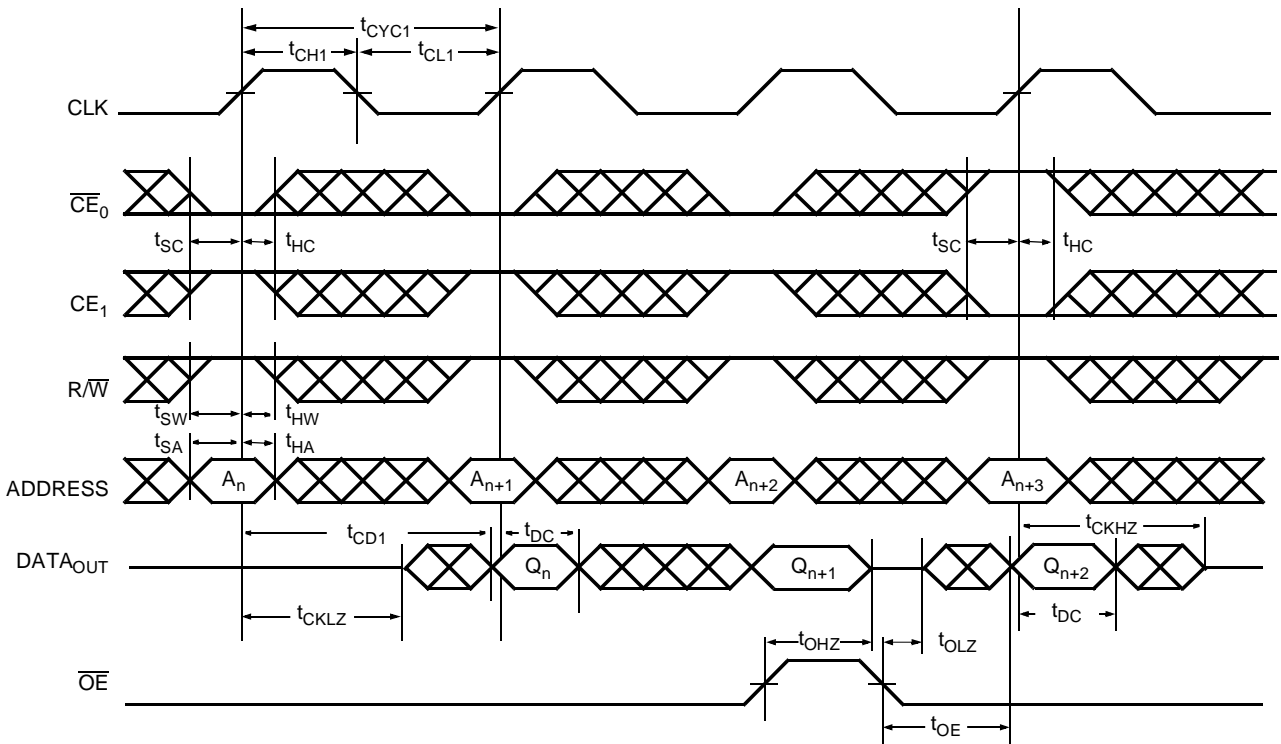 tCYC1
tCH1 tCL1
CLK
CE0
tSC tHC tSC tHC
CE1
R/W
tSW tHW
tSA tHA
ADDRESS An An+1 An+2 An+3
tCD1 tDC tCKHZ
DATAOUT Qn Qn+1 Qn+2
tCKLZ tDC
tOHZ tOLZ
OE
tOE